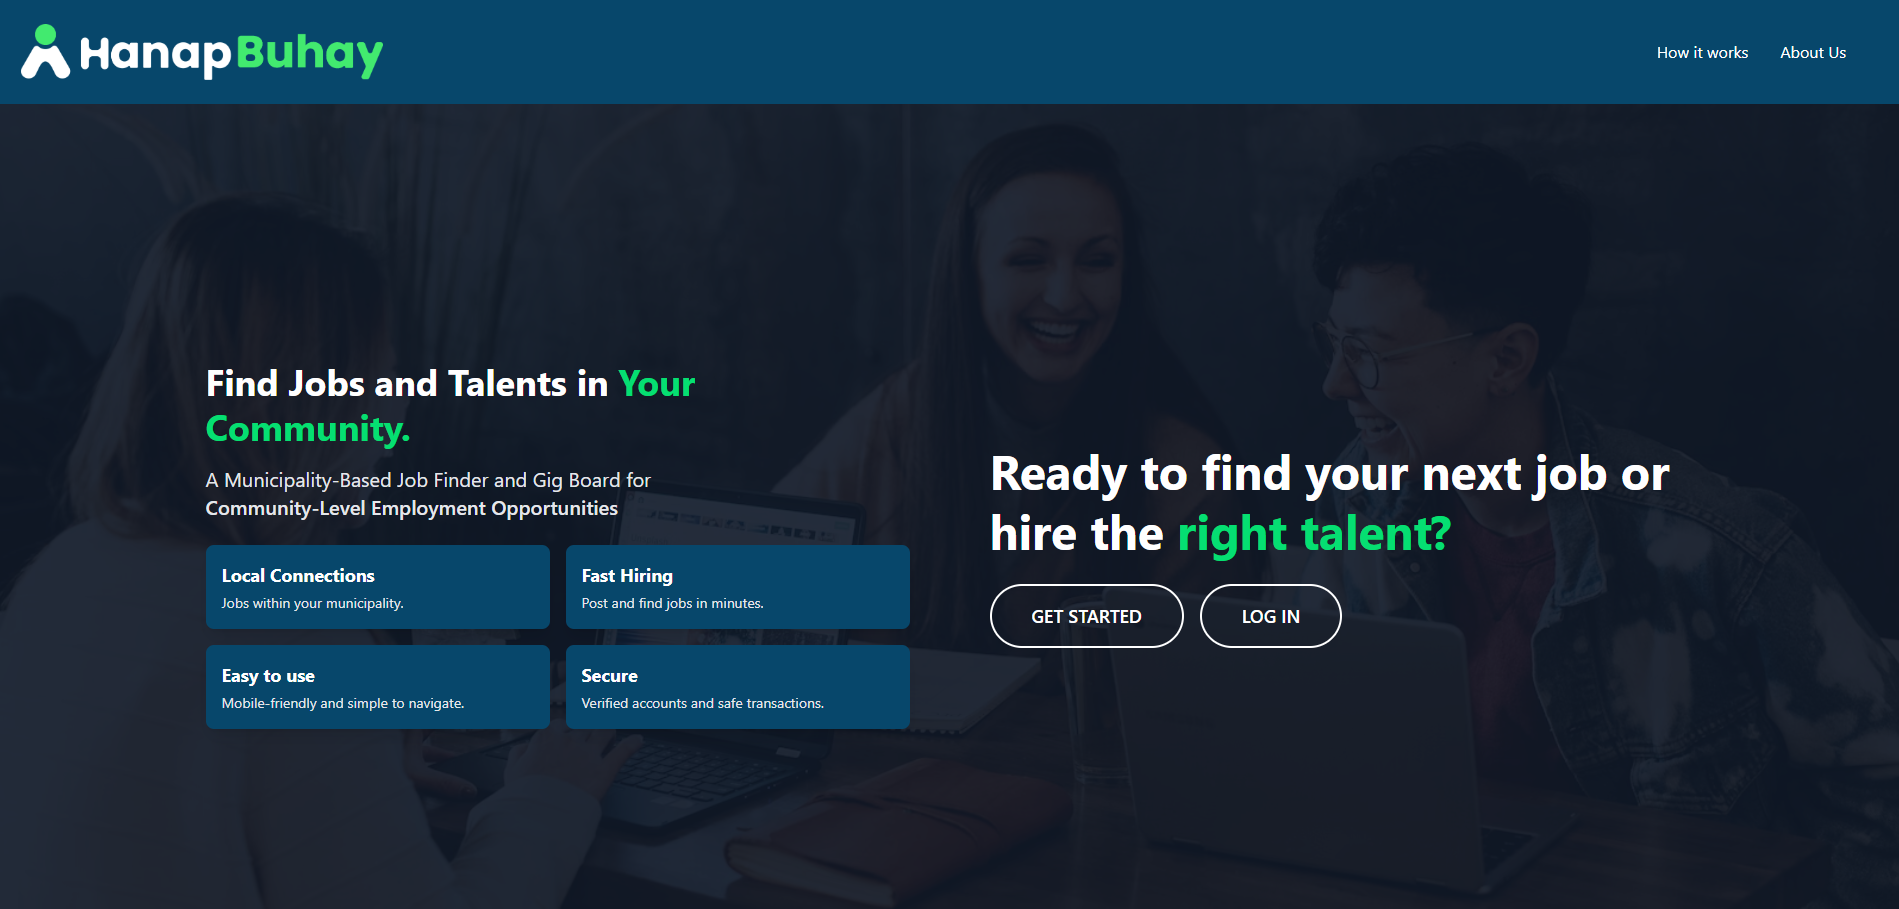 HanapBuhay
How it works
About Us
Find Jobs and Talents in Your
Community.
A Municipality-Based Job Finder and Gig Board for
Community-Level Employment Opportunities
Local Connections
Jobs within your municipality.
Fast Hiring
Post and find jobs in minutes.
Easy to use
Mobile-friendly and simple to navigate.
Secure
Verified accounts and safe transactions.
Ready to find your next job or
hire the right talent?
GET STARTED
LOG IN